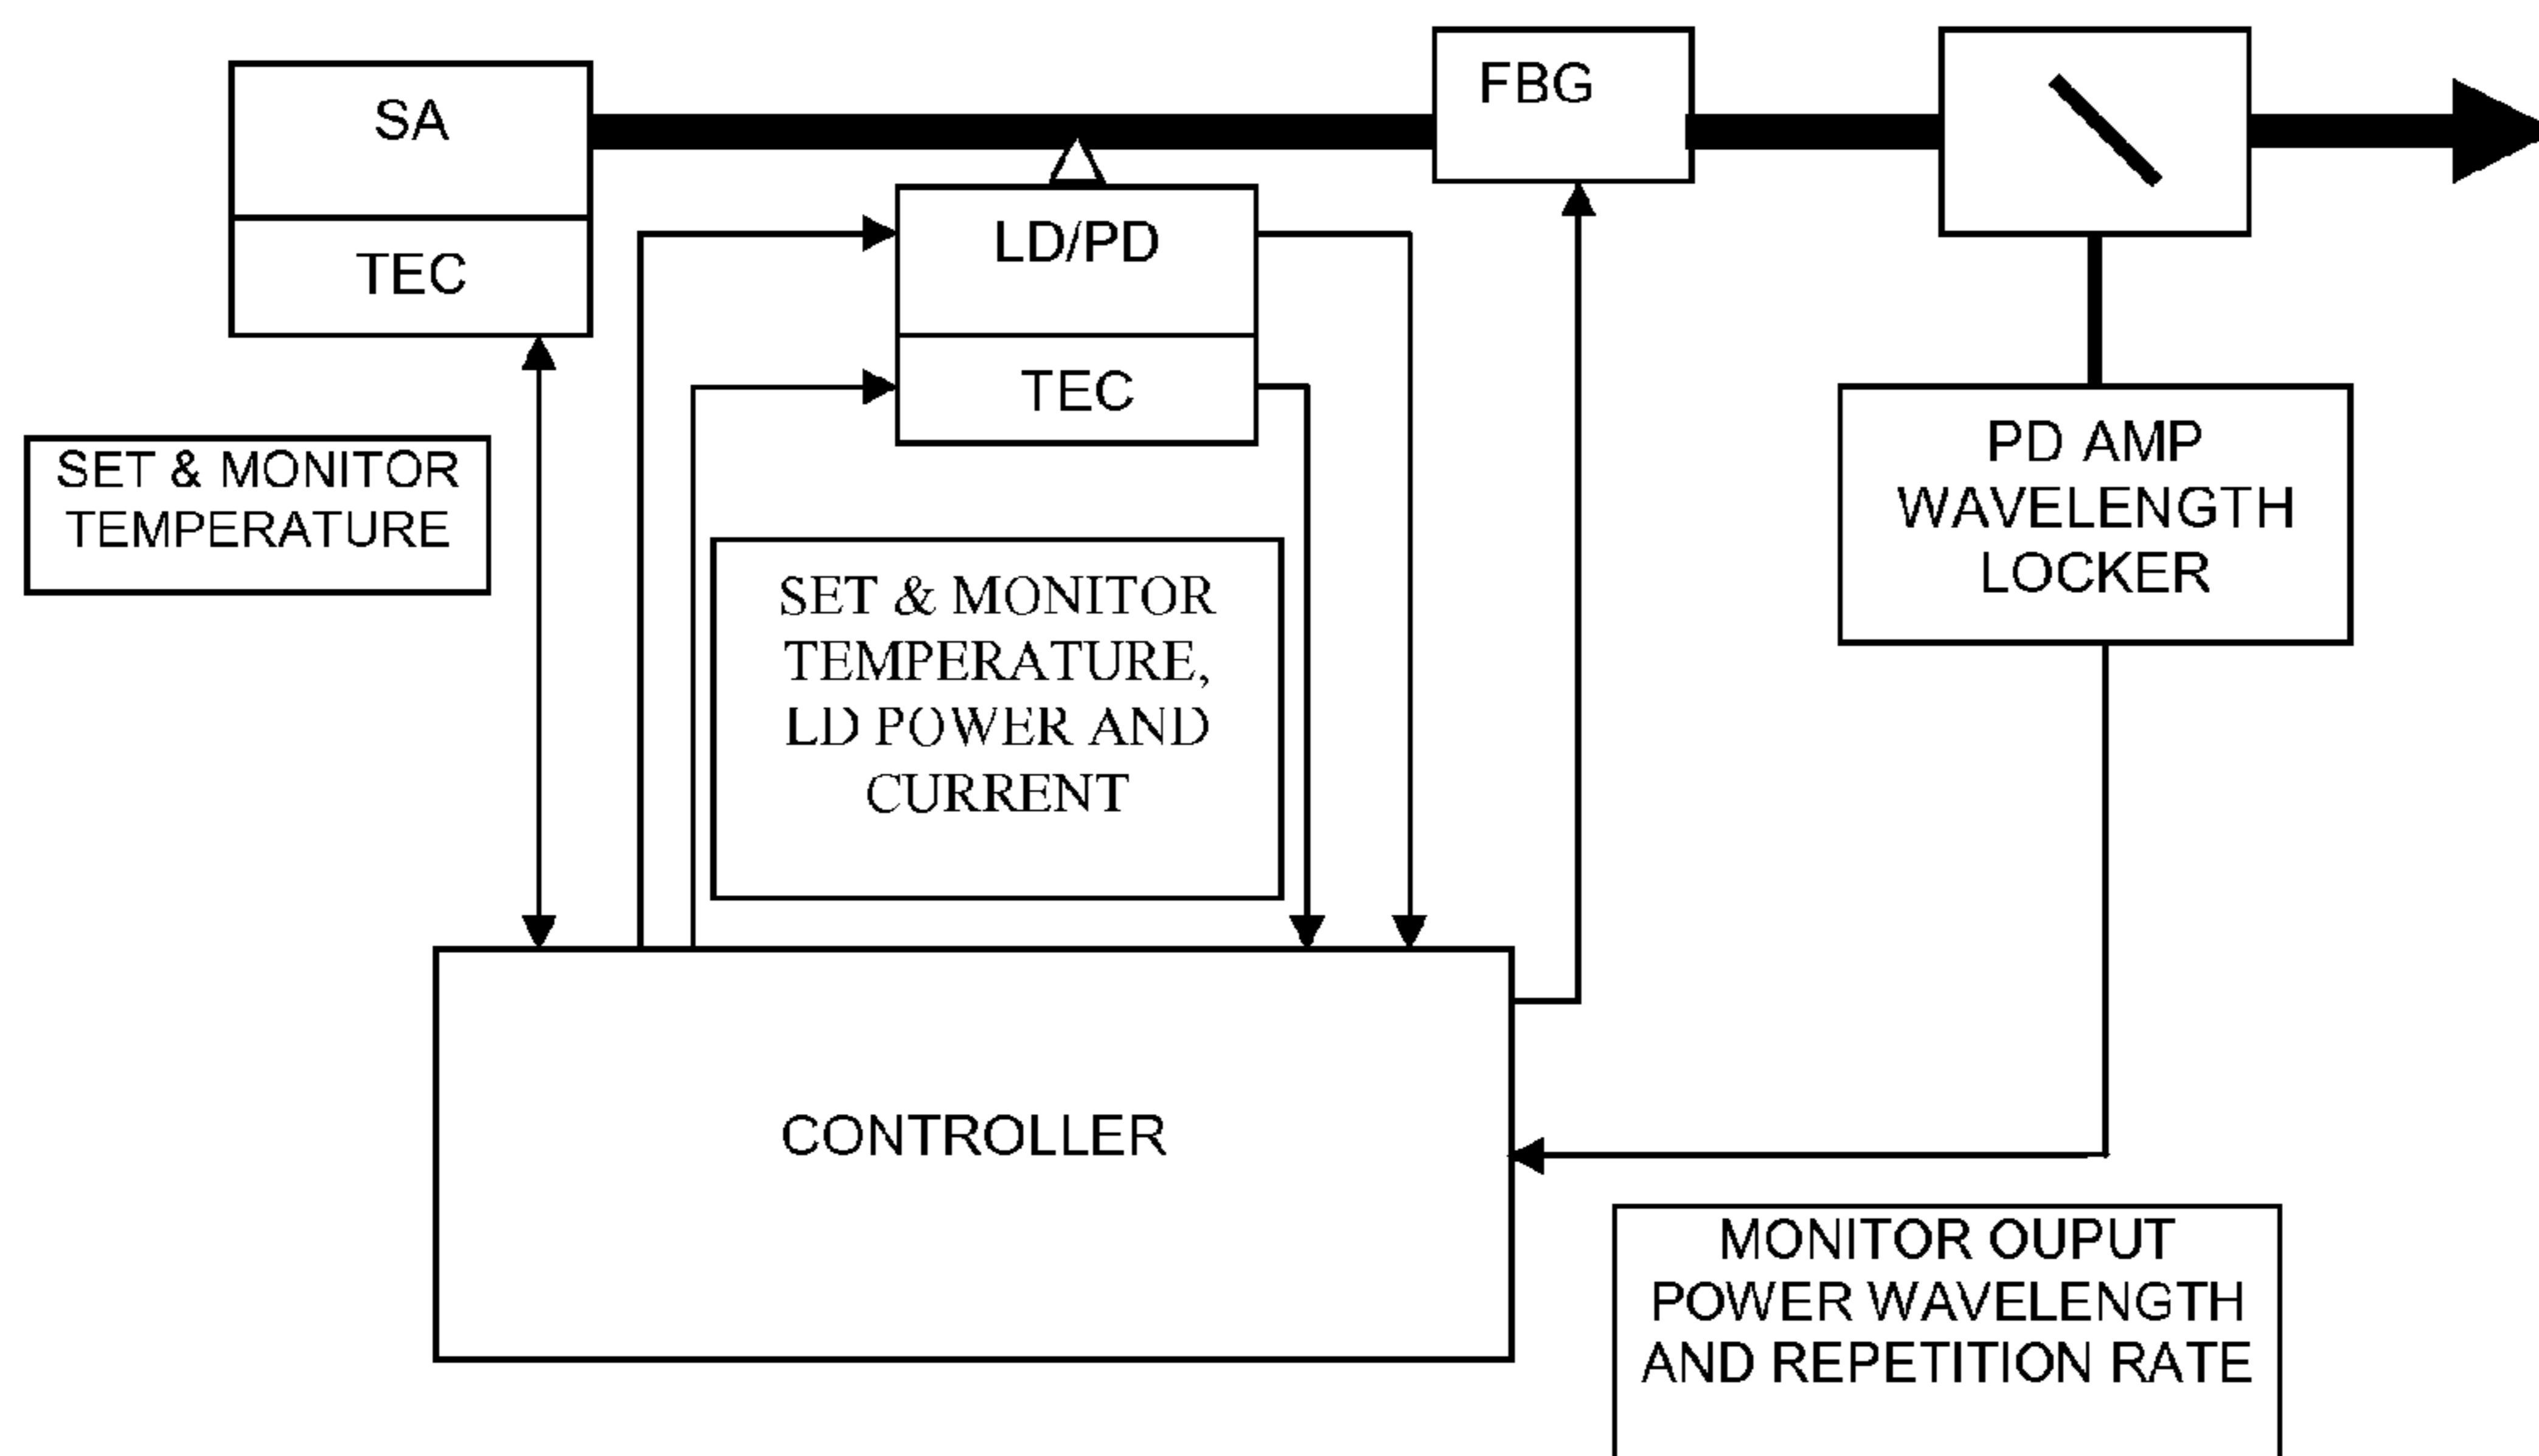 SA
TEC
FBG
LD/PD
TEC
SET & MONITOR
TEMPERATURE
SET & MONITOR
TEMPERATURE,
LD POWER AND
CURRENT
PD AMP
WAVELENGTH
LOCKER
CONTROLLER
MONITOR OUPUT
POWER WAVELENGTH
AND REPETITION RATE